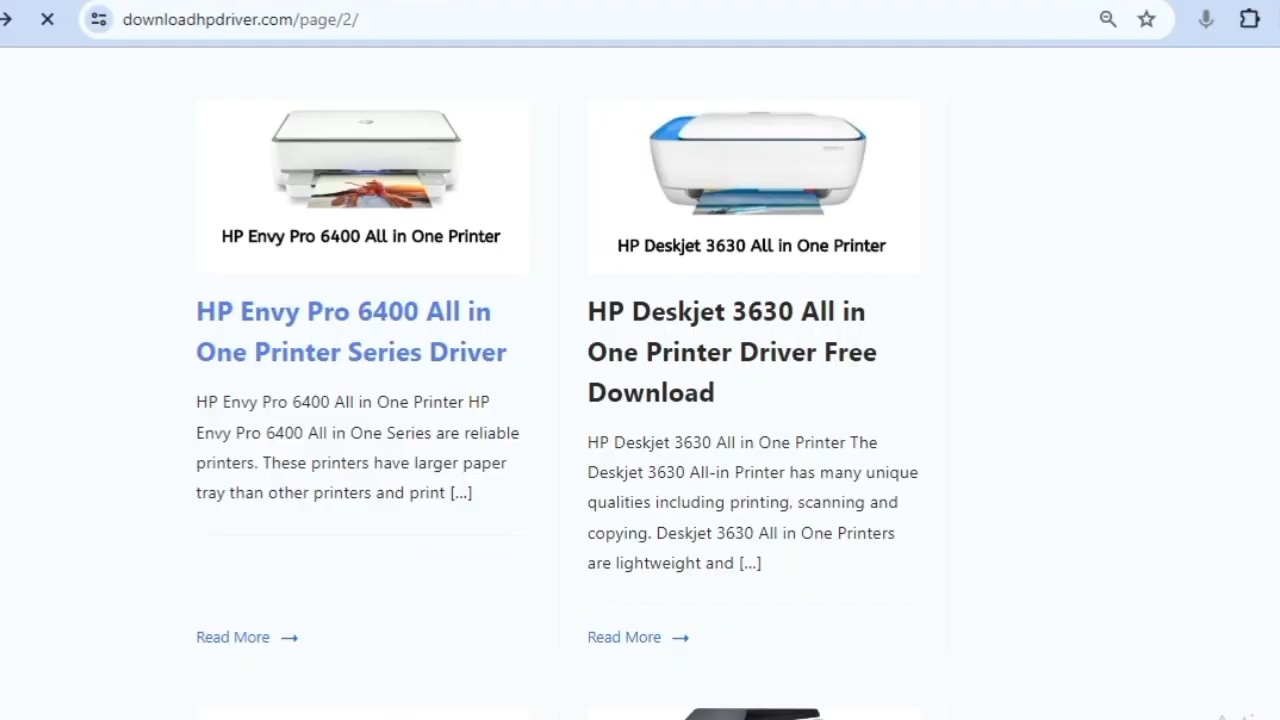 downloadhpdriver.com/page/2/
HP Envy Pro 6400 All in One Printer
HP Envy Pro 6400 All in
One Printer Series Driver
HP Envy Pro 6400 All in One Printer HP
Envy Pro 6400 All in One Series are reliable
printers. These printers have larger paper
tray than other printers and print [...]
Read More →
HP Deskjet 3630 All in One Printer
HP Deskjet 3630 All in
One Printer Driver Free
Download
HP Deskjet 3630 All in One Printer The
Deskjet 3630 All-in Printer has many unique
qualities including printing, scanning and
copying. Deskjet 3630 All in One Printers
are lightweight and [...]
Read More →